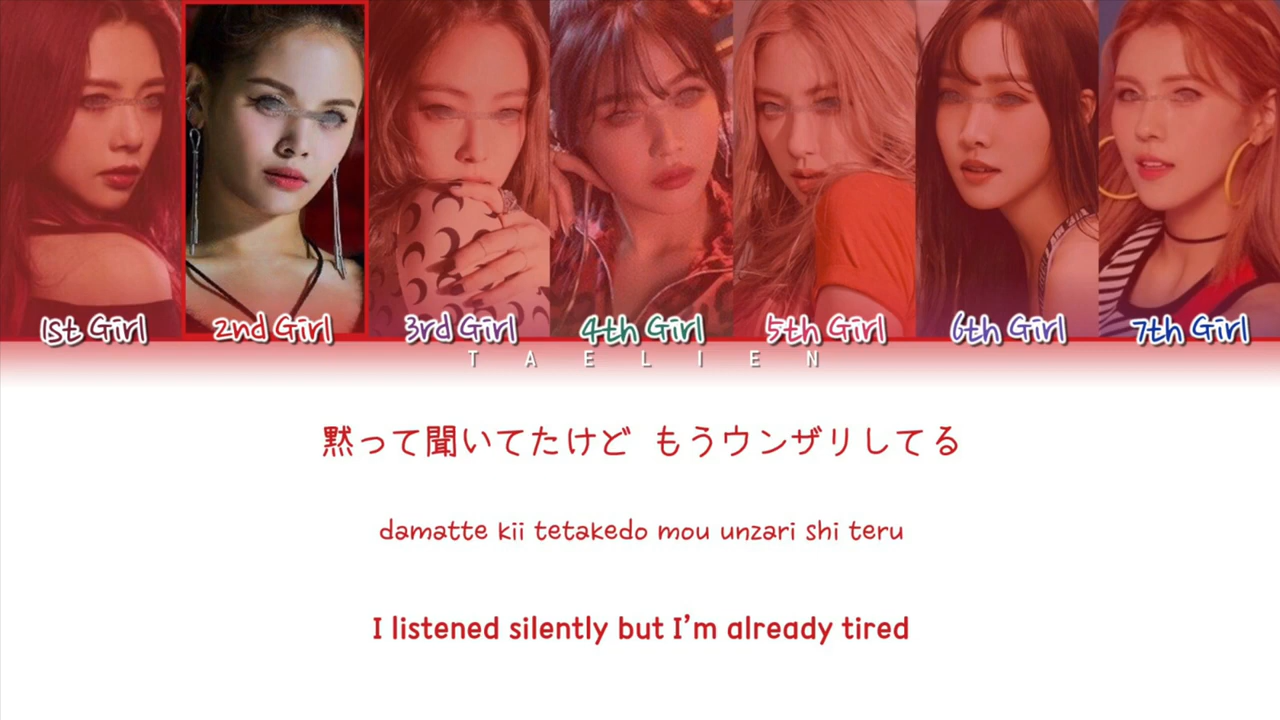 1st Girl
2nd Girl
3rd Girl
4th Girl
5th Girl
6th Girl
7th Girl
TAELIEN
黙って聞いてたけど もうウンザリしてる
damatte kii tetakedo mou unzari shi teru
I listened silently but I’m already tired